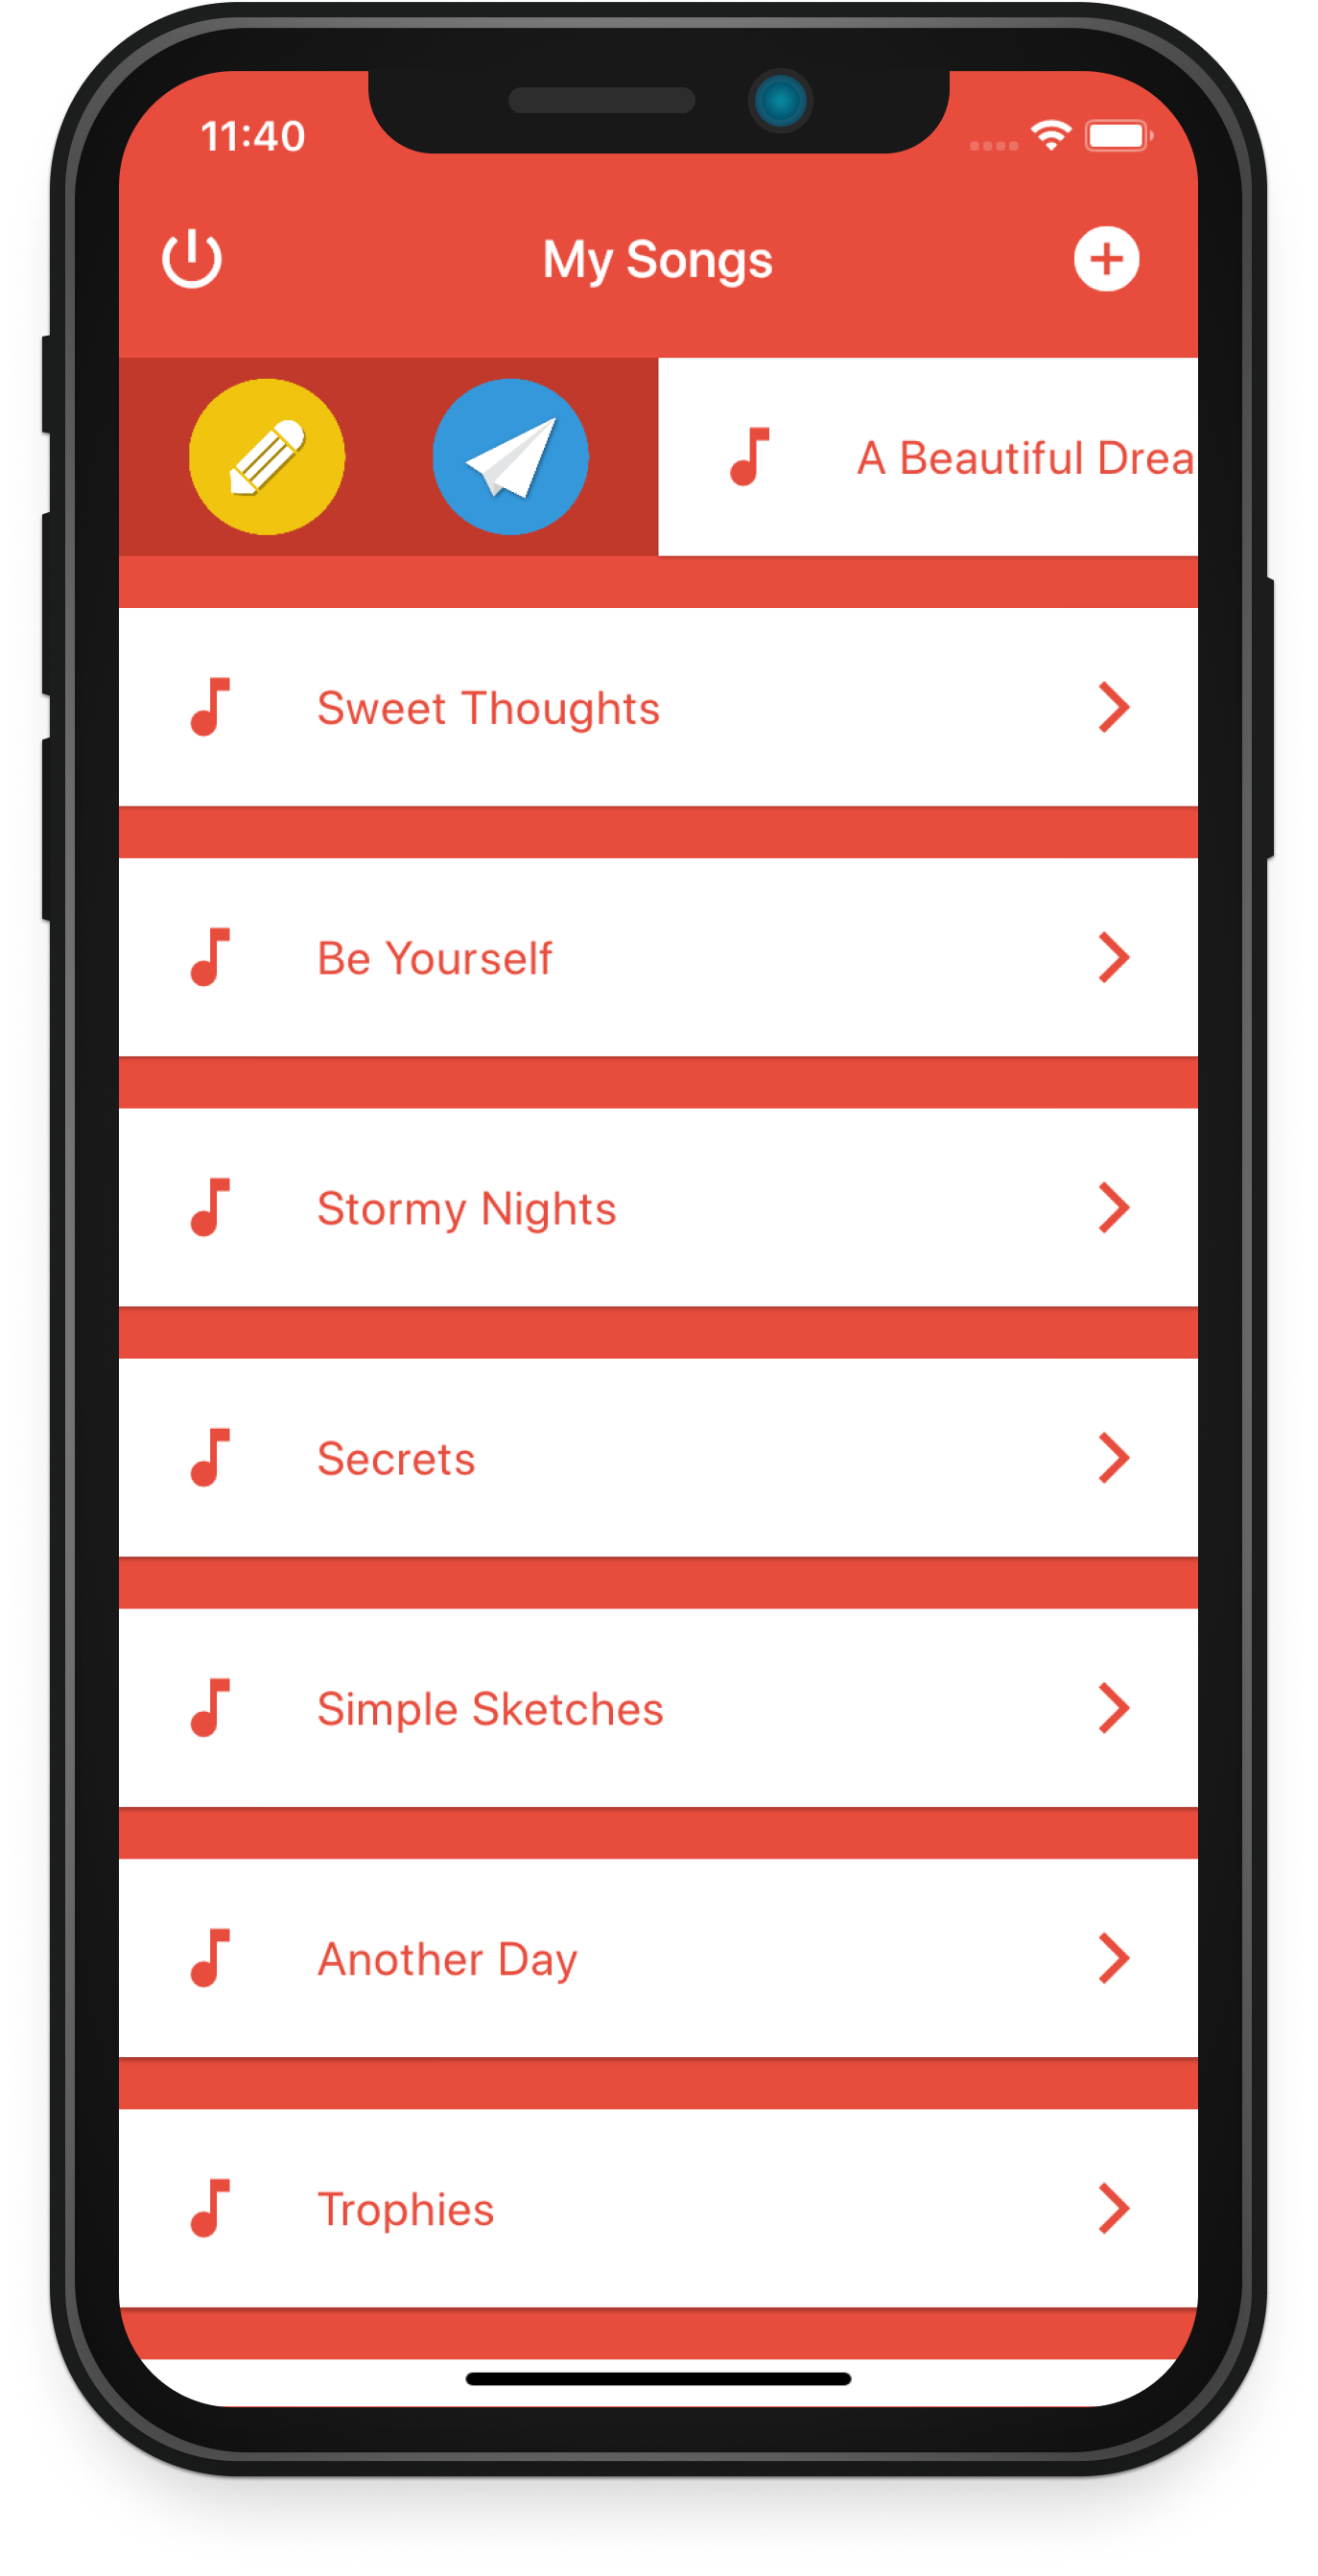 11:40
My Songs
A Beautiful Drea
Sweet Thoughts
Be Yourself
Stormy Nights
Secrets
Simple Sketches
Another Day
Trophies